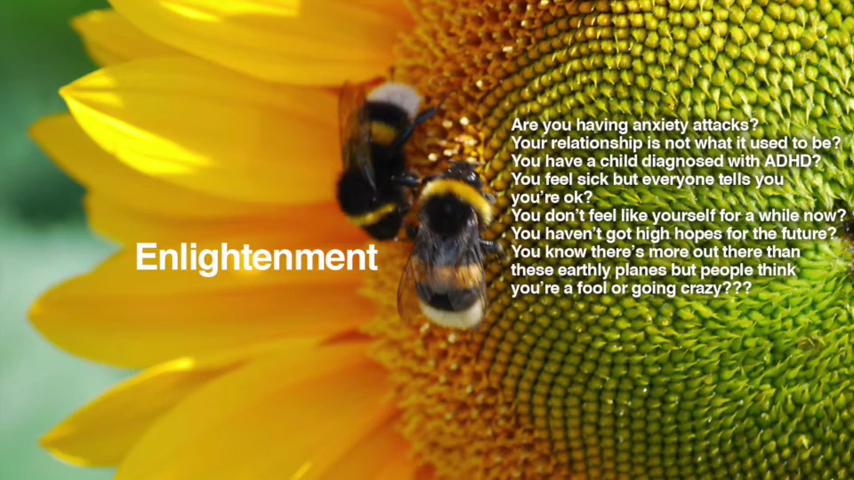 Enlightenment
Are you having anxiety attacks?
Your relationship is not what it used to be?
You have a child diagnosed with ADHD?
You feel sick but everyone tells you
you're ok?
You don't feel like yourself for a while now?
You haven't got high hopes for the future?
You know there's more out there than
these earthly planes but people think
you're a fool or going crazy???